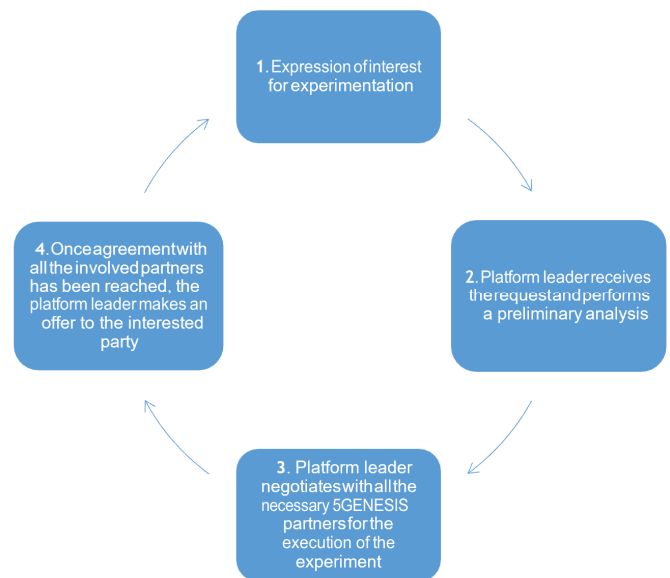 1. Expression of interest
for experimentation
2. Platform leader receives
the request and performs
a preliminary analysis
3. Platform leader
negotiates with all the
necessary 5GENESIS
partners for the
execution of the
experiment
4. Once agreement with
all the involved partners
has been reached, the
platform leader makes an
offer to the interested
party